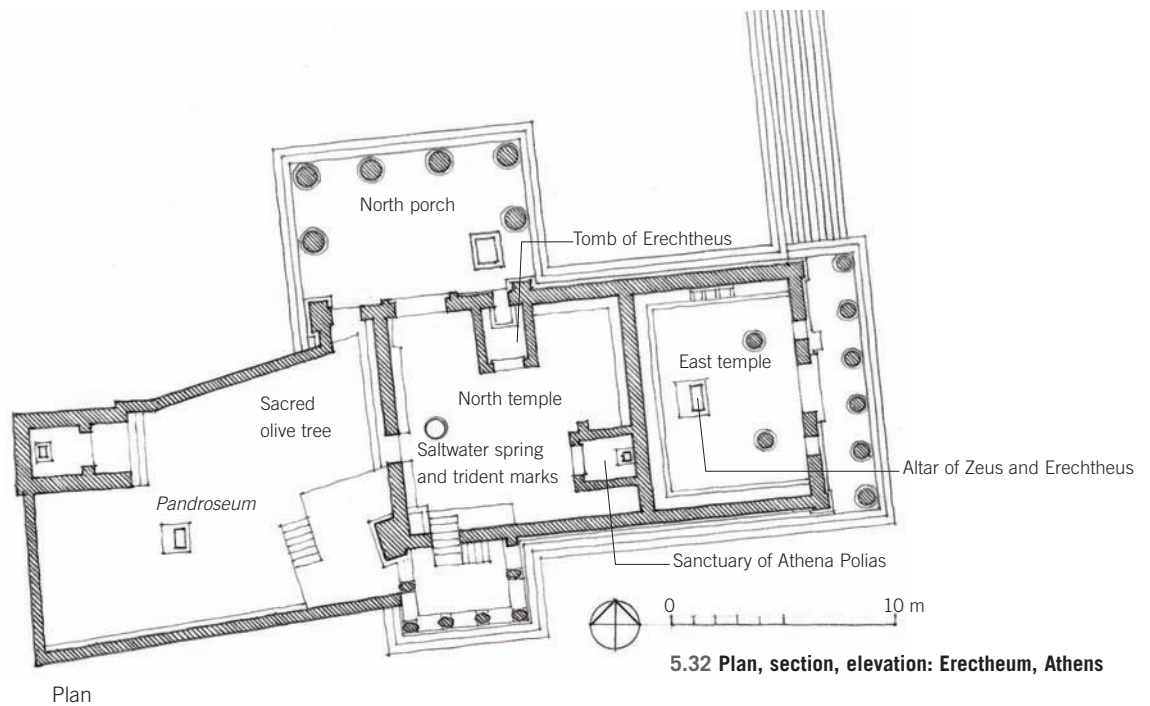 North porch
Tomb of Erechtheus
East temple
Sacred
olive tree
North temple
Saltwater spring
and trident marks
Altar of Zeus and Erechtheus
Pandroseum
Sanctuary of Athena Polias
0 10 m
5.32 Plan, section, elevation: Erectheum, Athens
Plan